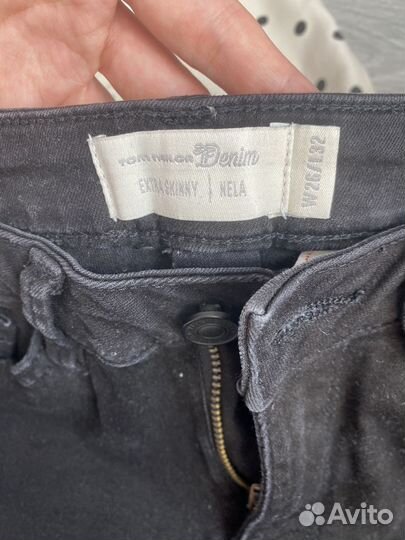 TOM TAILOR Denim
EXTRA SKINNY | NELA
W26/L32
Avito